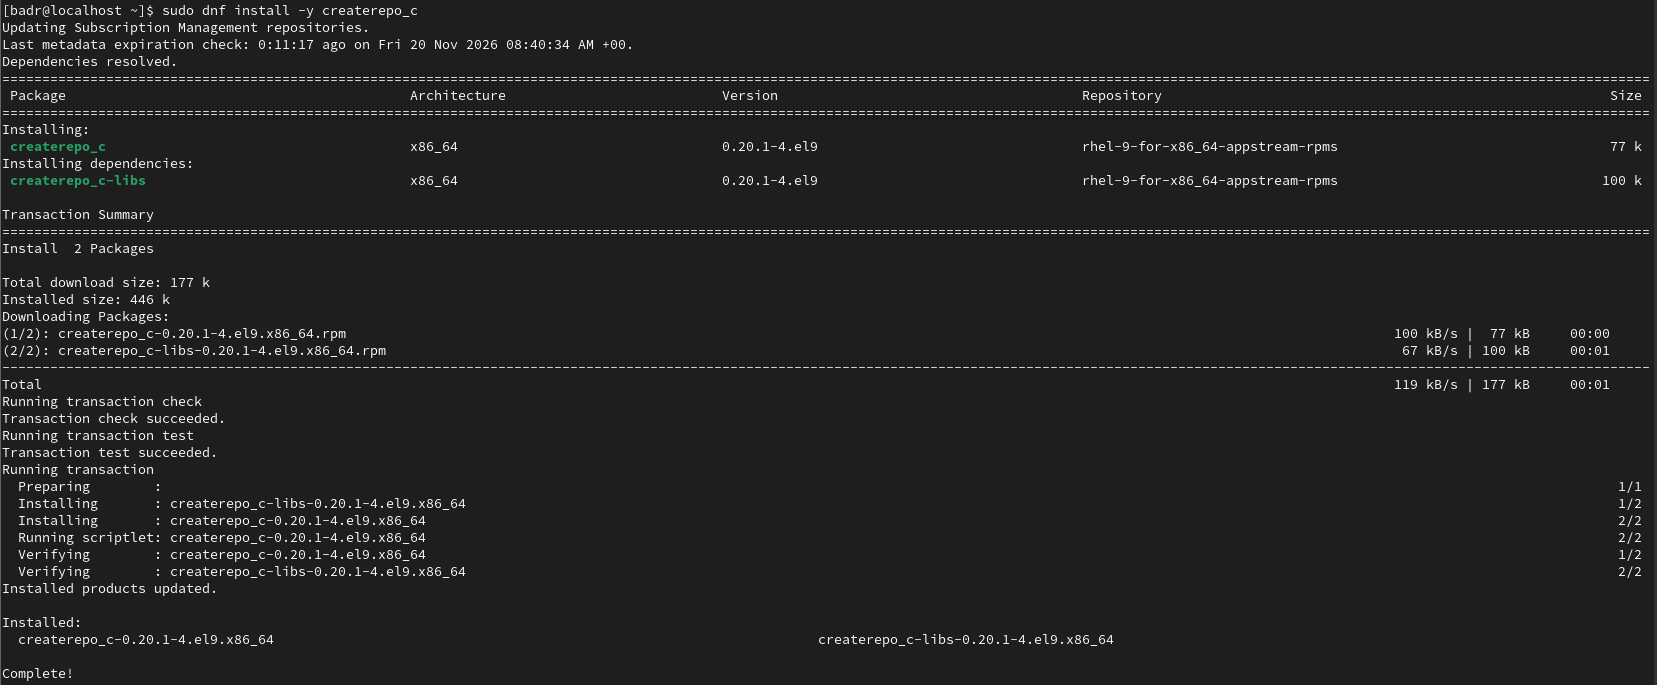 [badr@localhost ~]$ sudo dnf install -y createrepo_c
Updating Subscription Management repositories.
Last metadata expiration check: 0:11:17 ago on Fri 20 Nov 2026 08:40:34 AM +00.
Dependencies resolved.
================================================================================
Package Architecture Version Repository Size
================================================================================
Installing:
createrepo_c x86_64 0.20.1-4.el9 rhel-9-for-x86_64-appstream-rpms 77 k
Installing dependencies:
createrepo_c-libs x86_64 0.20.1-4.el9 rhel-9-for-x86_64-appstream-rpms 100 k
Transaction Summary
================================================================================
Install  2 Packages
Total download size: 177 k
Installed size: 446 k
Downloading Packages:
(1/2): createrepo_c-0.20.1-4.el9.x86_64.rpm 100 kB/s |  77 kB 00:00
(2/2): createrepo_c-libs-0.20.1-4.el9.x86_64.rpm 67 kB/s | 100 kB 00:01
--------------------------------------------------------------------------------
Total 119 kB/s | 177 kB 00:01
Running transaction check
Transaction check succeeded.
Running transaction test
Transaction test succeeded.
Running transaction
Preparing        : 1/1
Installing       : createrepo_c-libs-0.20.1-4.el9.x86_64 1/2
Installing       : createrepo_c-0.20.1-4.el9.x86_64 2/2
Running scriptlet: createrepo_c-0.20.1-4.el9.x86_64 2/2
Verifying        : createrepo_c-0.20.1-4.el9.x86_64 1/2
Verifying        : createrepo_c-libs-0.20.1-4.el9.x86_64 2/2
Installed products updated.
Installed:
createrepo_c-0.20.1-4.el9.x86_64 createrepo_c-libs-0.20.1-4.el9.x86_64
Complete!